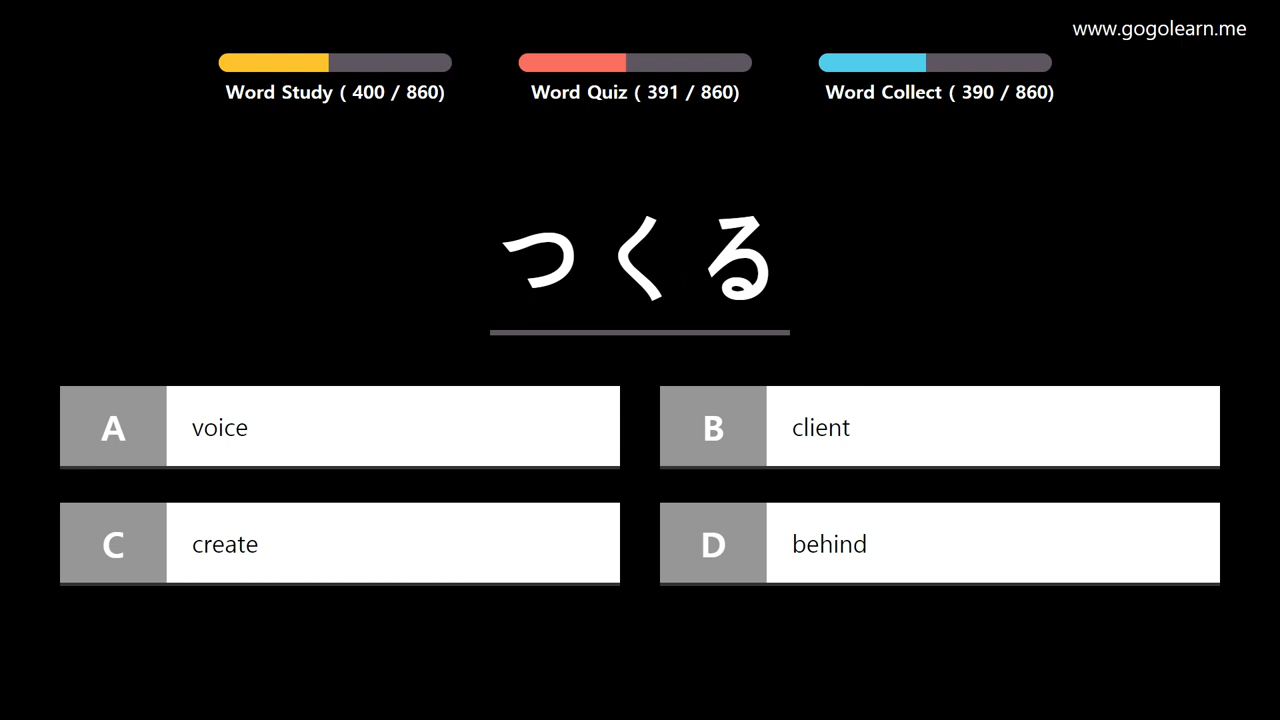 www.gogolearn.me
Word Study ( 400 / 860)
Word Quiz ( 391 / 860)
Word Collect ( 390 / 860)
つくる
A voice
B client
C create
D behind